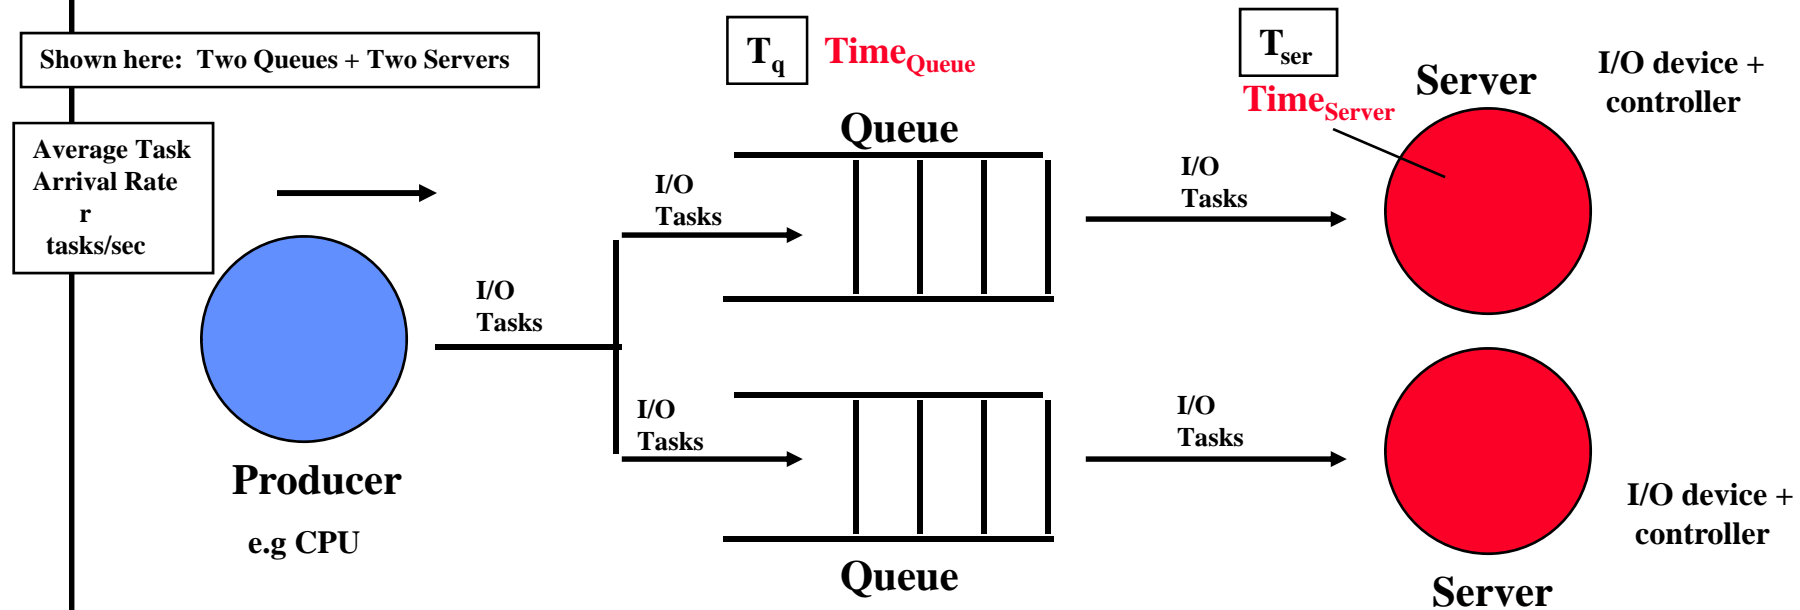 Shown here:  Two Queues + Two Servers
Average Task
Arrival Rate
r
tasks/sec
Tq
TimeQueue
Tser
TimeServer
Server
I/O device +
controller
Queue
I/O
Tasks
I/O
Tasks
I/O
Tasks
I/O
Tasks
I/O
Tasks
Producer
e.g CPU
Queue
I/O device +
controller
Server